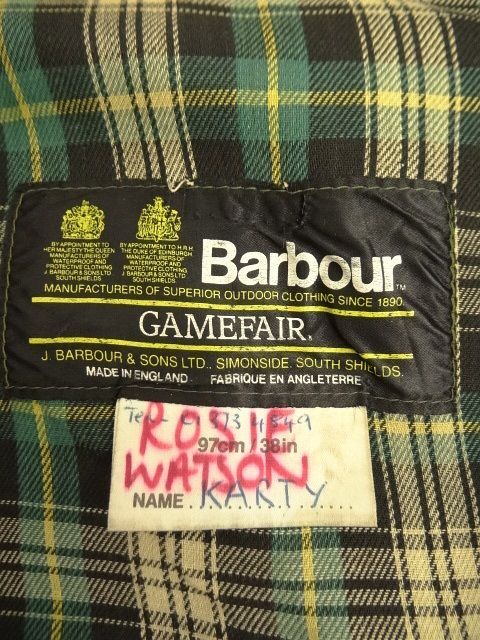 BY APPOINTMENT TO
HER MAJESTY THE QUEEN
MANUFACTURERS OF
WATERPROOF AND
PROTECTIVE CLOTHING
J. BARBOUR & SONS LTD
SOUTH SHIELDS
BY APPOINTMENT TO H.R.H.
THE DUKE OF EDINBURGH
MANUFACTURERS OF
WATERPROOF AND
PROTECTIVE CLOTHING
J. BARBOUR & SONS LTD
SOUTH SHIELDS
Barbour™
MANUFACTURERS OF SUPERIOR OUTDOOR CLOTHING SINCE 1890
GAMEFAIR.
J. BARBOUR & SONS LTD., SIMONSIDE, SOUTH SHIELDS.
MADE IN ENGLAND FABRIQUE EN ANGLETERRE
ROSIE
97cm / 38in
WATSON
NAME KARTY